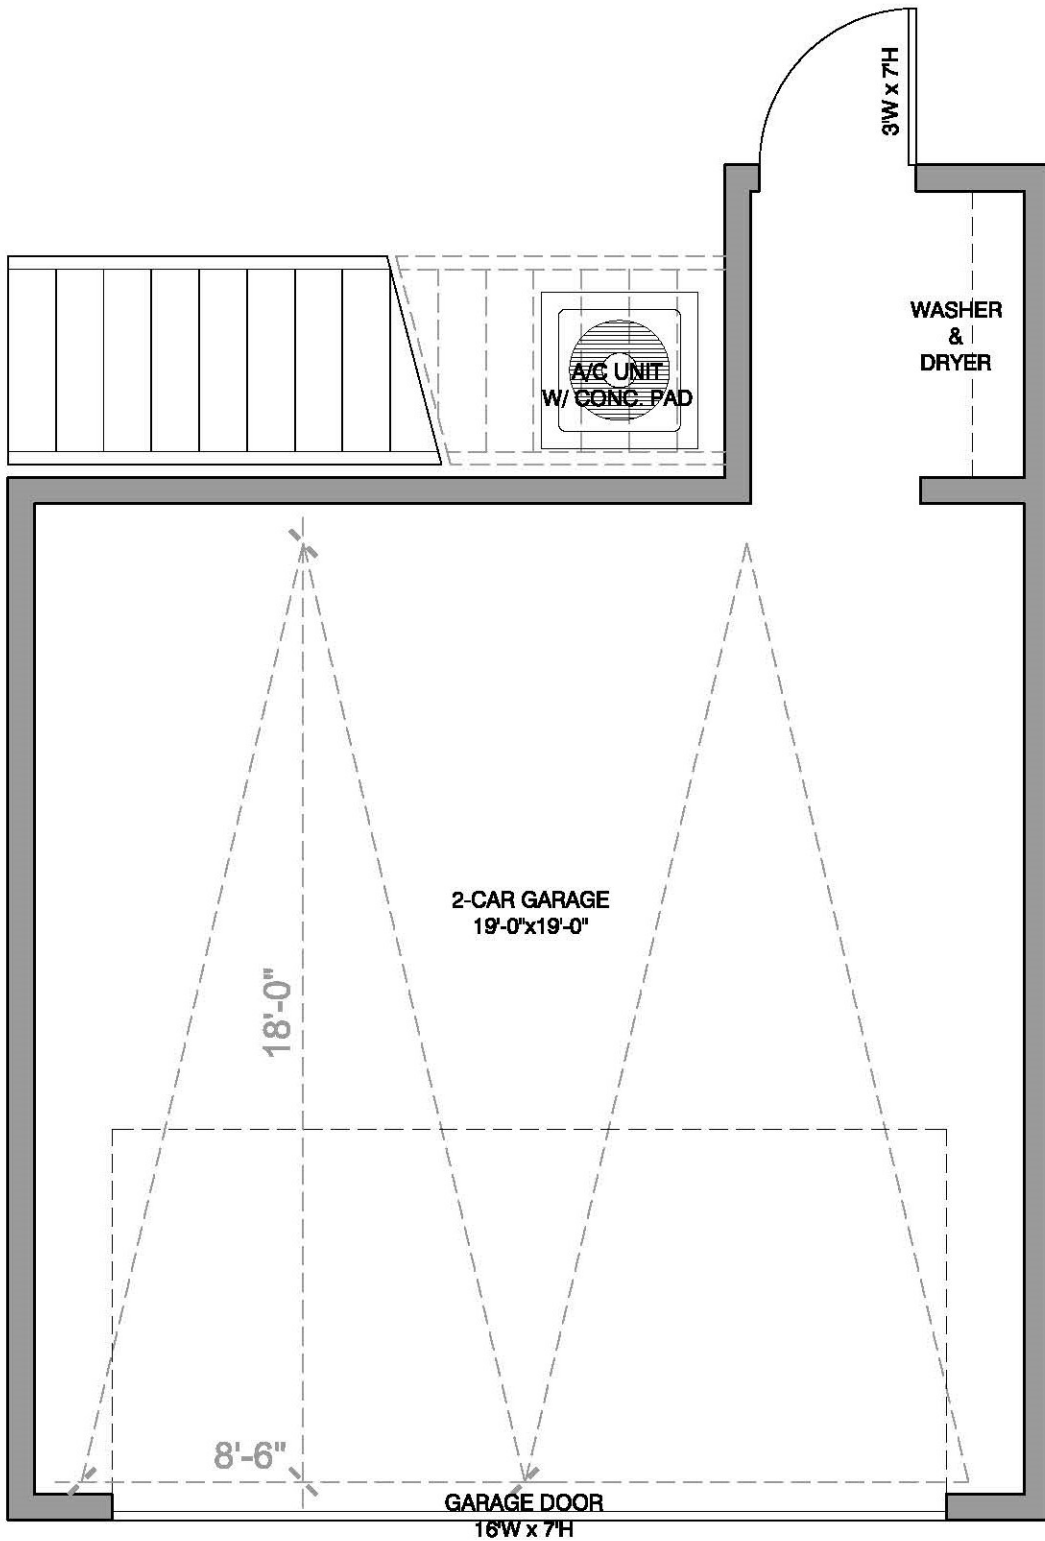 3'W x 7'H
WASHER
&
DRYER
A/C UNIT
W/ CONC. PAD
2-CAR GARAGE
19'-0"x19'-0"
18'-0"
8'-6"
GARAGE DOOR
16'W x 7'H